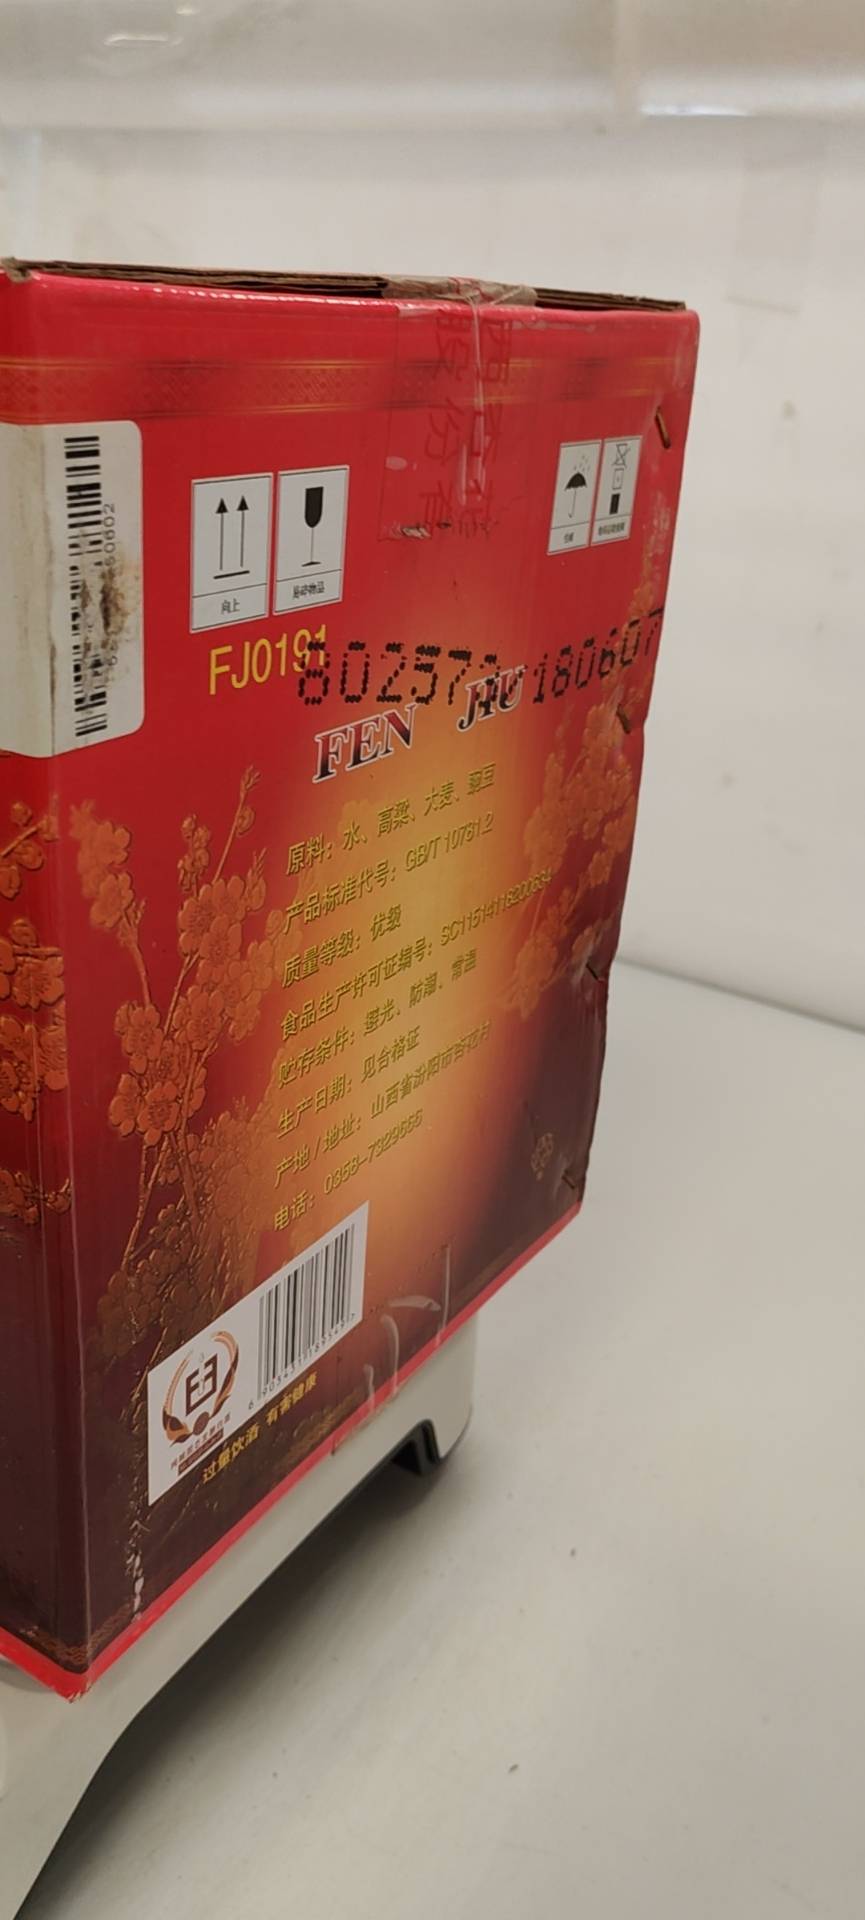 向上
易碎物品
FJ0191
180607
FEN JIU
原料：水、高粱、大麦、豌豆
产品标准代号：GB/T 10781.2
质量等级：优级
食品生产许可证编号：SC11514118200634
贮存条件：避光、防潮、常温
生产日期：见合格证
产地/地址：山西省汾阳市杏花村
电话：0358-7329555
过量饮酒 有害健康